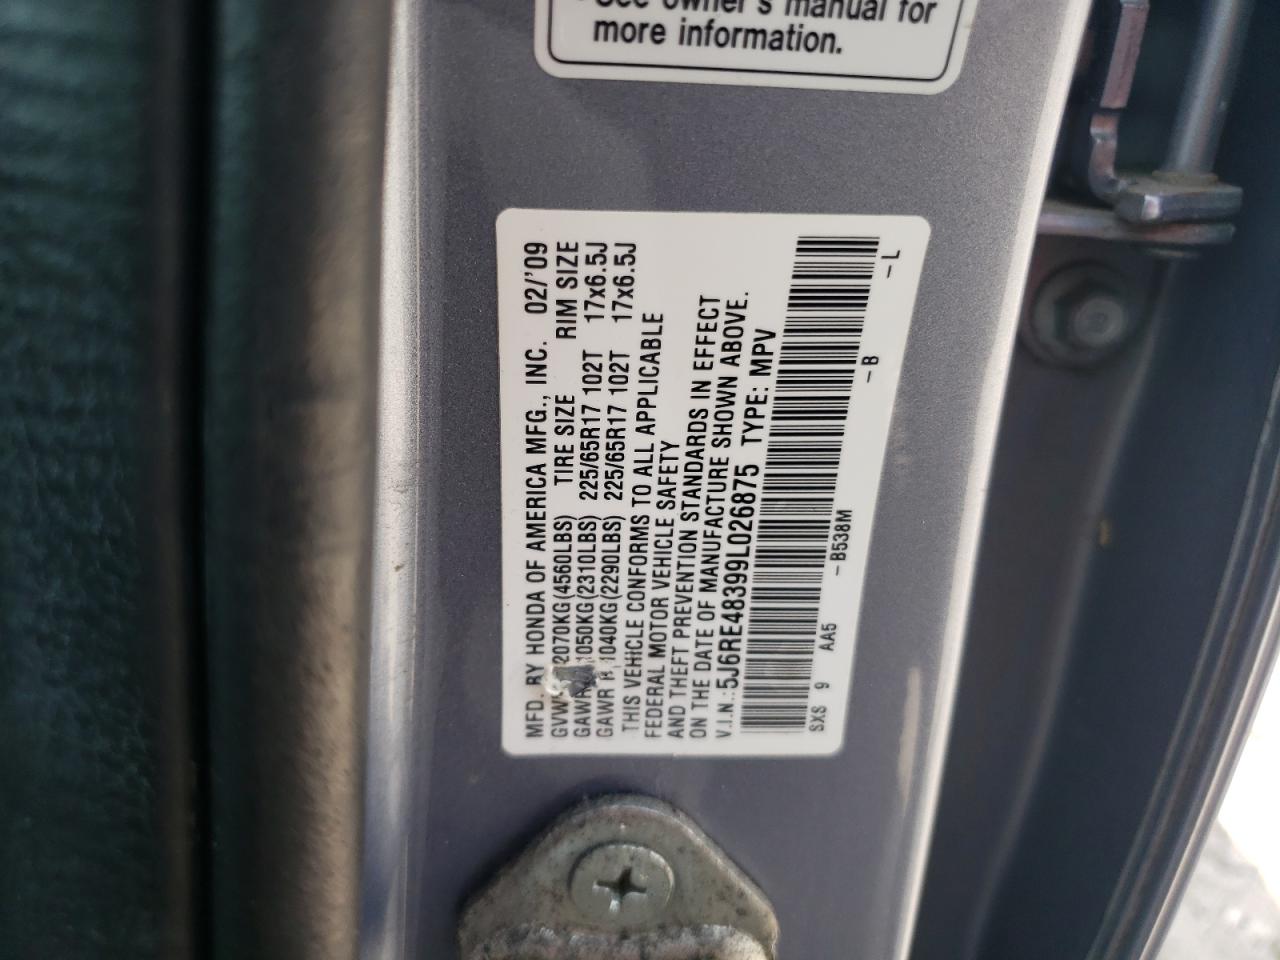 See owner's manual for
more information.
MFD. BY HONDA OF AMERICA MFG., INC. 02/'09
2070KG(4560LBS) TIRE SIZE RIM SIZE
1050KG(2310LBS) 225/65R17 102T 17x6.5J
GAWR 1040KG(2290LBS) 225/65R17 102T 17x6.5J
THIS VEHICLE CONFORMS TO ALL APPLICABLE
FEDERAL MOTOR VEHICLE SAFETY
AND THEFT PREVENTION STANDARDS IN EFFECT
ON THE DATE OF MANUFACTURE SHOWN ABOVE.
V.I.N.: 5J6RE48399L026875 TYPE: MPV
SXS 9 AA5 -B538M -B -L